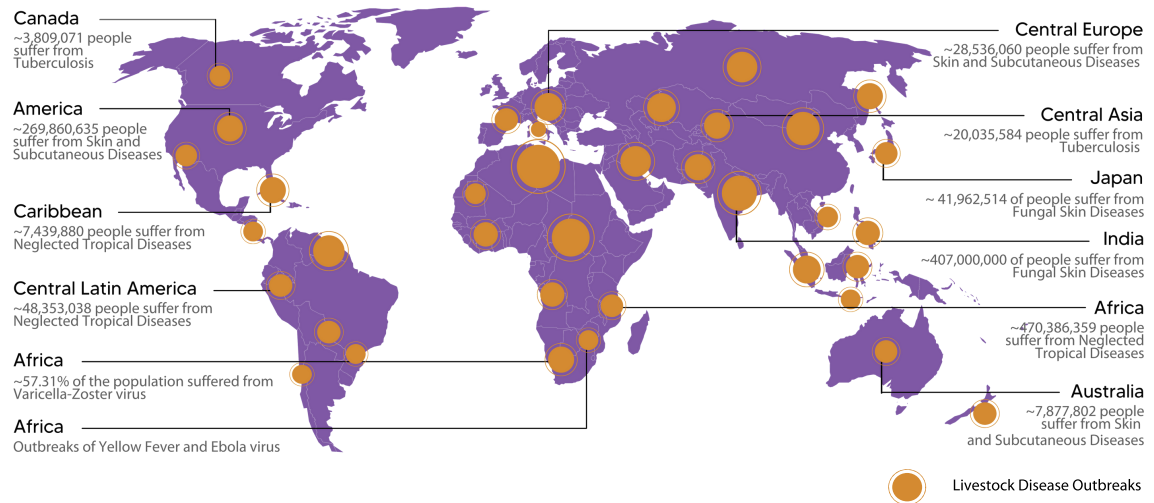 Canada
~3,809,071 people
suffer from
Tuberculosis
America
~269,860,635 people
suffer from Skin and
Subcutaneous Diseases
Caribbean
~7,439,880 people suffer from
Neglected Tropical Diseases
Central Latin America
~48,353,038 people suffer from
Neglected Tropical Diseases
Africa
~57.31% of the population suffered from
Varicella-Zoster virus
Africa
Outbreaks of Yellow Fever and Ebola virus
Central Europe
~28,536,060 people suffer from
Skin and Subcutaneous Diseases
Central Asia
~20,035,584 people suffer from
Tuberculosis
Japan
~ 41,962,514 of people suffer from
Fungal Skin Diseases
India
~407,000,000 of people suffer from
Fungal Skin Diseases
Africa
~470,386,359 people
suffer from Neglected
Tropical Diseases
Australia
~7,877,802 people
suffer from Skin
and Subcutaneous Diseases
Livestock Disease Outbreaks